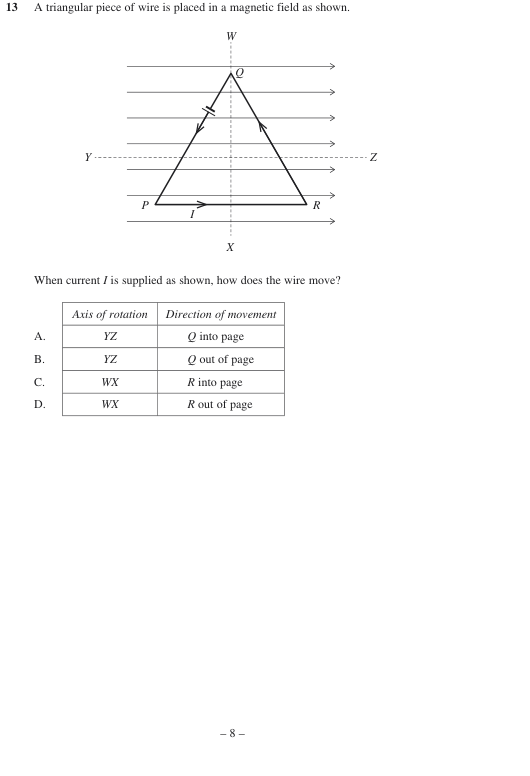 13 A triangular piece of wire is placed in a magnetic field as shown.
W
Q
Y Z
P R
I
X
When current I is supplied as shown, how does the wire move?
Axis of rotation Direction of movement
A. YZ Q into page
B. YZ Q out of page
C. WX R into page
D. WX R out of page
– 8 –